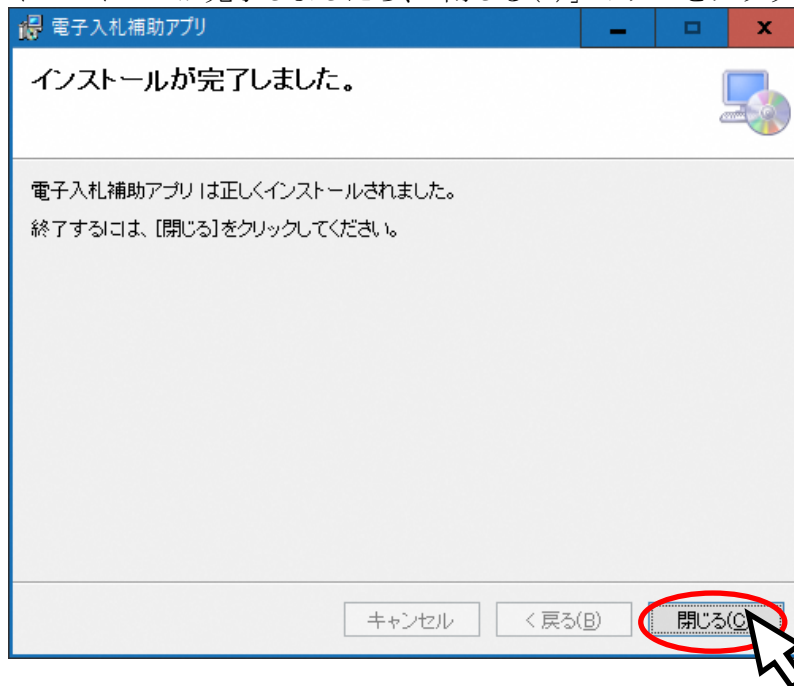 電子入札補助アプリ
インストールが完了しました。
電子入札補助アプリ は正しくインストールされました。
終了するには、[閉じる]をクリックしてください。
キャンセル
< 戻る(B)
閉じる(C)